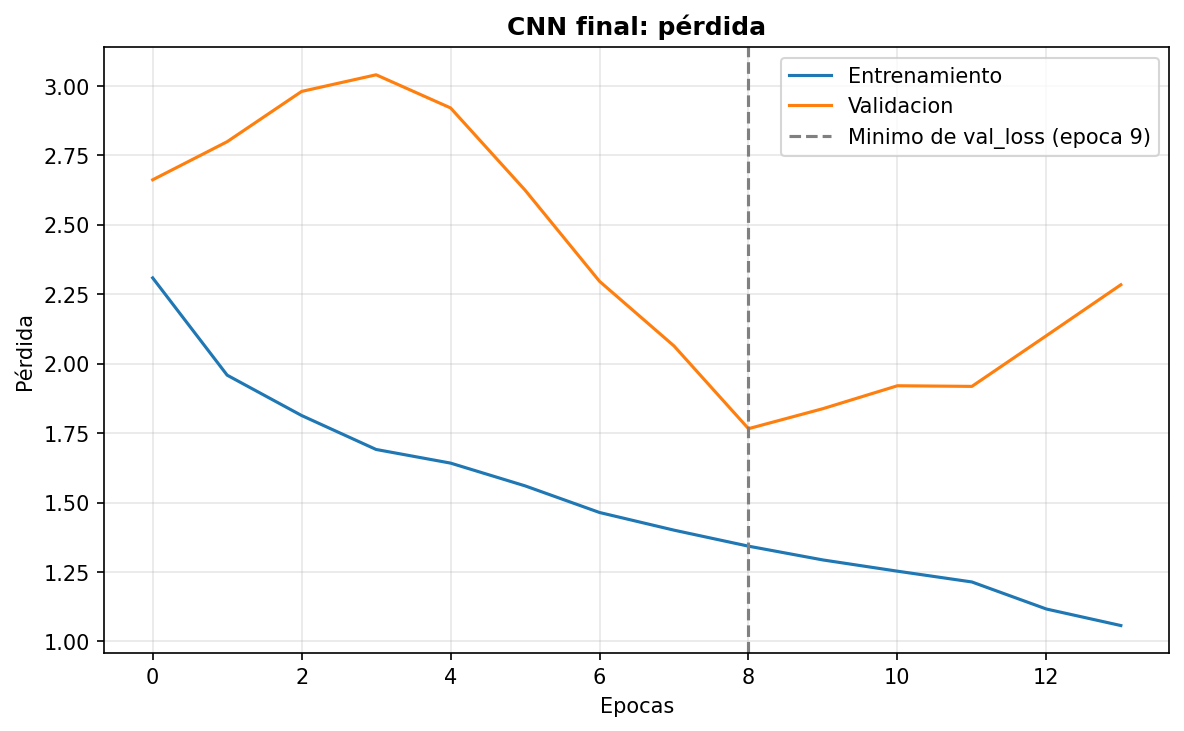 CNN final: pérdida
Entrenamiento
Validacion
Minimo de val_loss (epoca 9)
Pérdida
3.00
2.75
2.50
2.25
2.00
1.75
1.50
1.25
1.00
0 2 4 6 8 10 12
Epocas